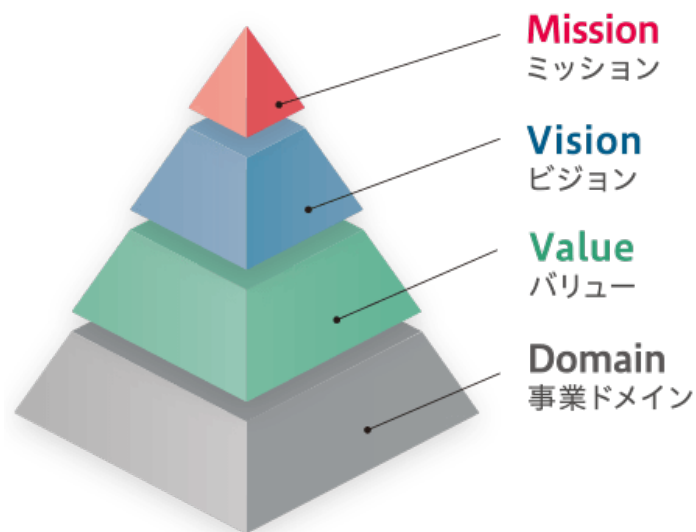 Mission
ミッション
Vision
ビジョン
Value
バリュー
Domain
事業ドメイン